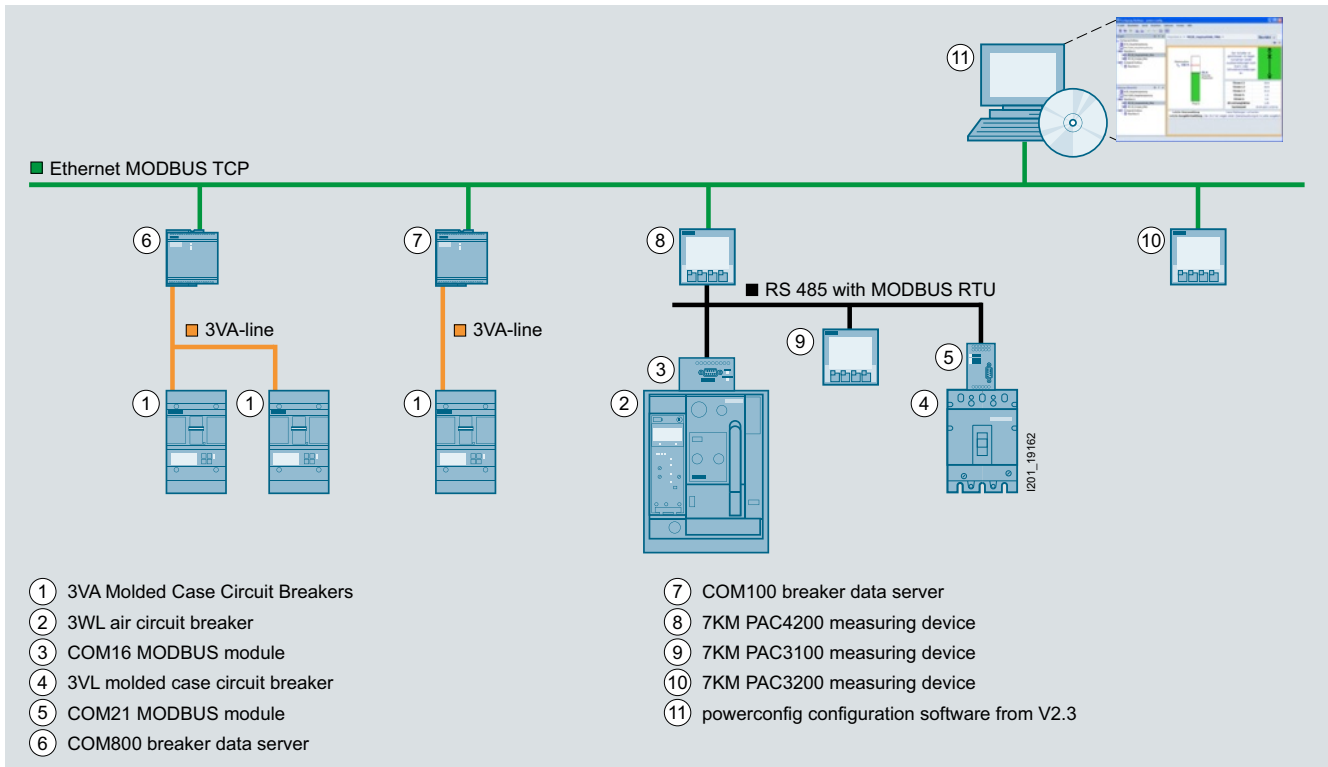 11
Ethernet MODBUS TCP
6
7
8
10
RS 485 with MODBUS RTU
3VA-line
3VA-line
9
3
5
1
1
1
2
4
I201_19162
1 3VA Molded Case Circuit Breakers
2 3WL air circuit breaker
3 COM16 MODBUS module
4 3VL molded case circuit breaker
5 COM21 MODBUS module
6 COM800 breaker data server
7 COM100 breaker data server
8 7KM PAC4200 measuring device
9 7KM PAC3100 measuring device
10 7KM PAC3200 measuring device
11 powerconfig configuration software from V2.3